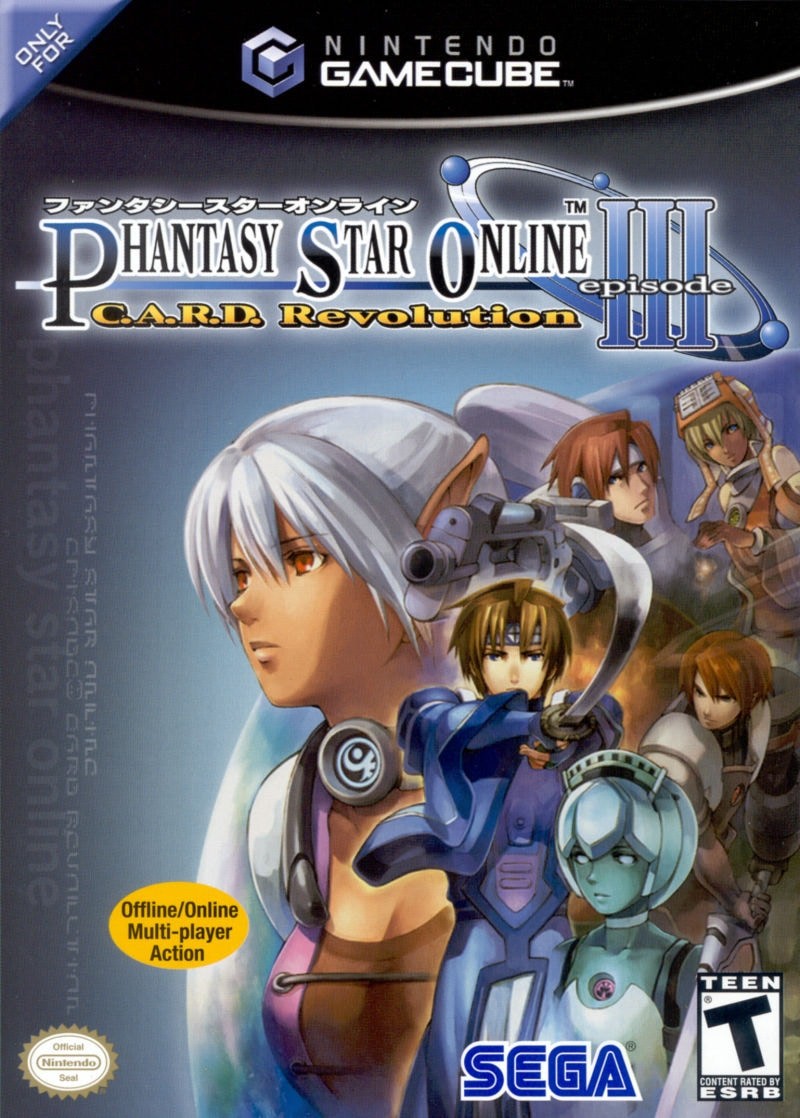 ONLY
FOR
NINTENDO
GAMECUBE™
ファンタシースターオンライン
PHANTASY STAR ONLINE™
episode III
C.A.R.D. Revolution
phantasy star online
Offline/Online
Multi-player
Action
Official
Nintendo
Seal
SEGA®
TEEN
®
T
CONTENT RATED BY
ESRB